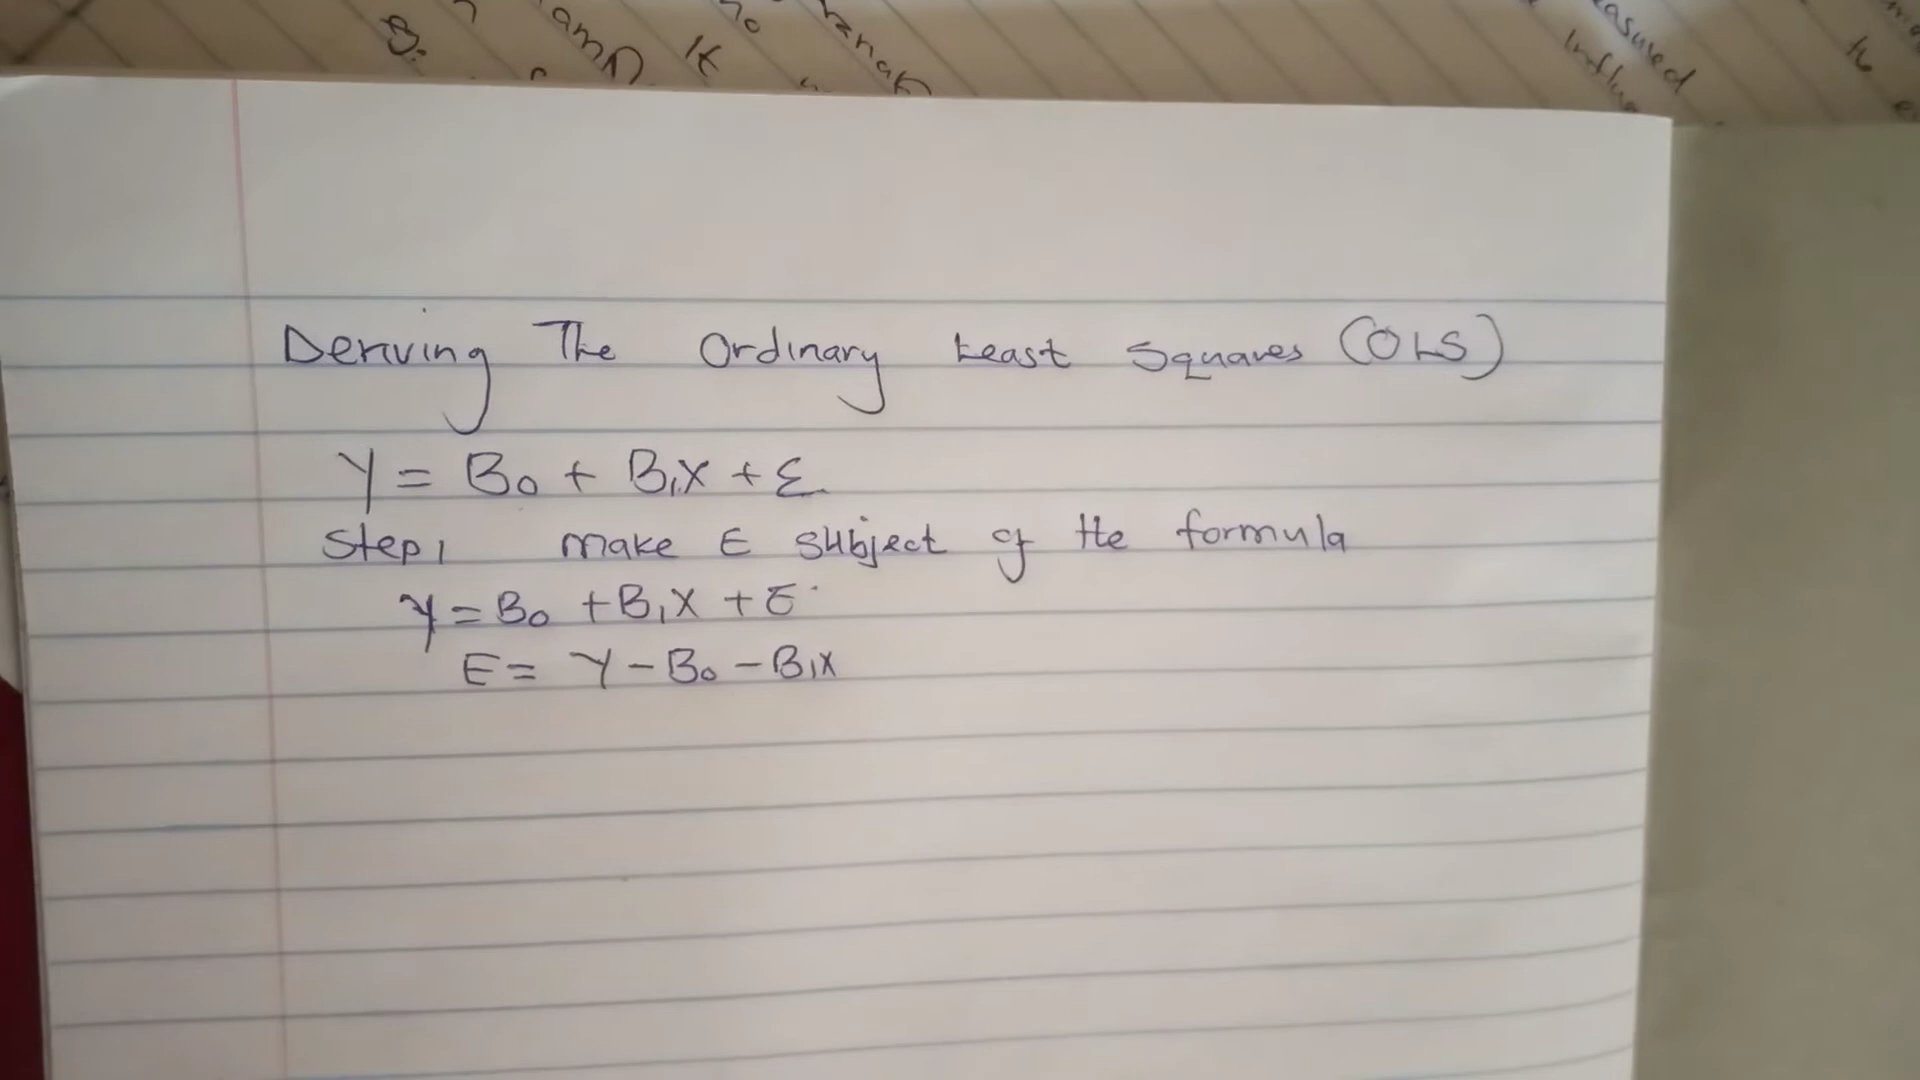 Deriving The Ordinary Least Squares (OLS)
Y = B₀ + B₁X + ε
Step 1 make E subject of the formula
Y = B₀ + B₁X + E
E = Y - B₀ - B₁X